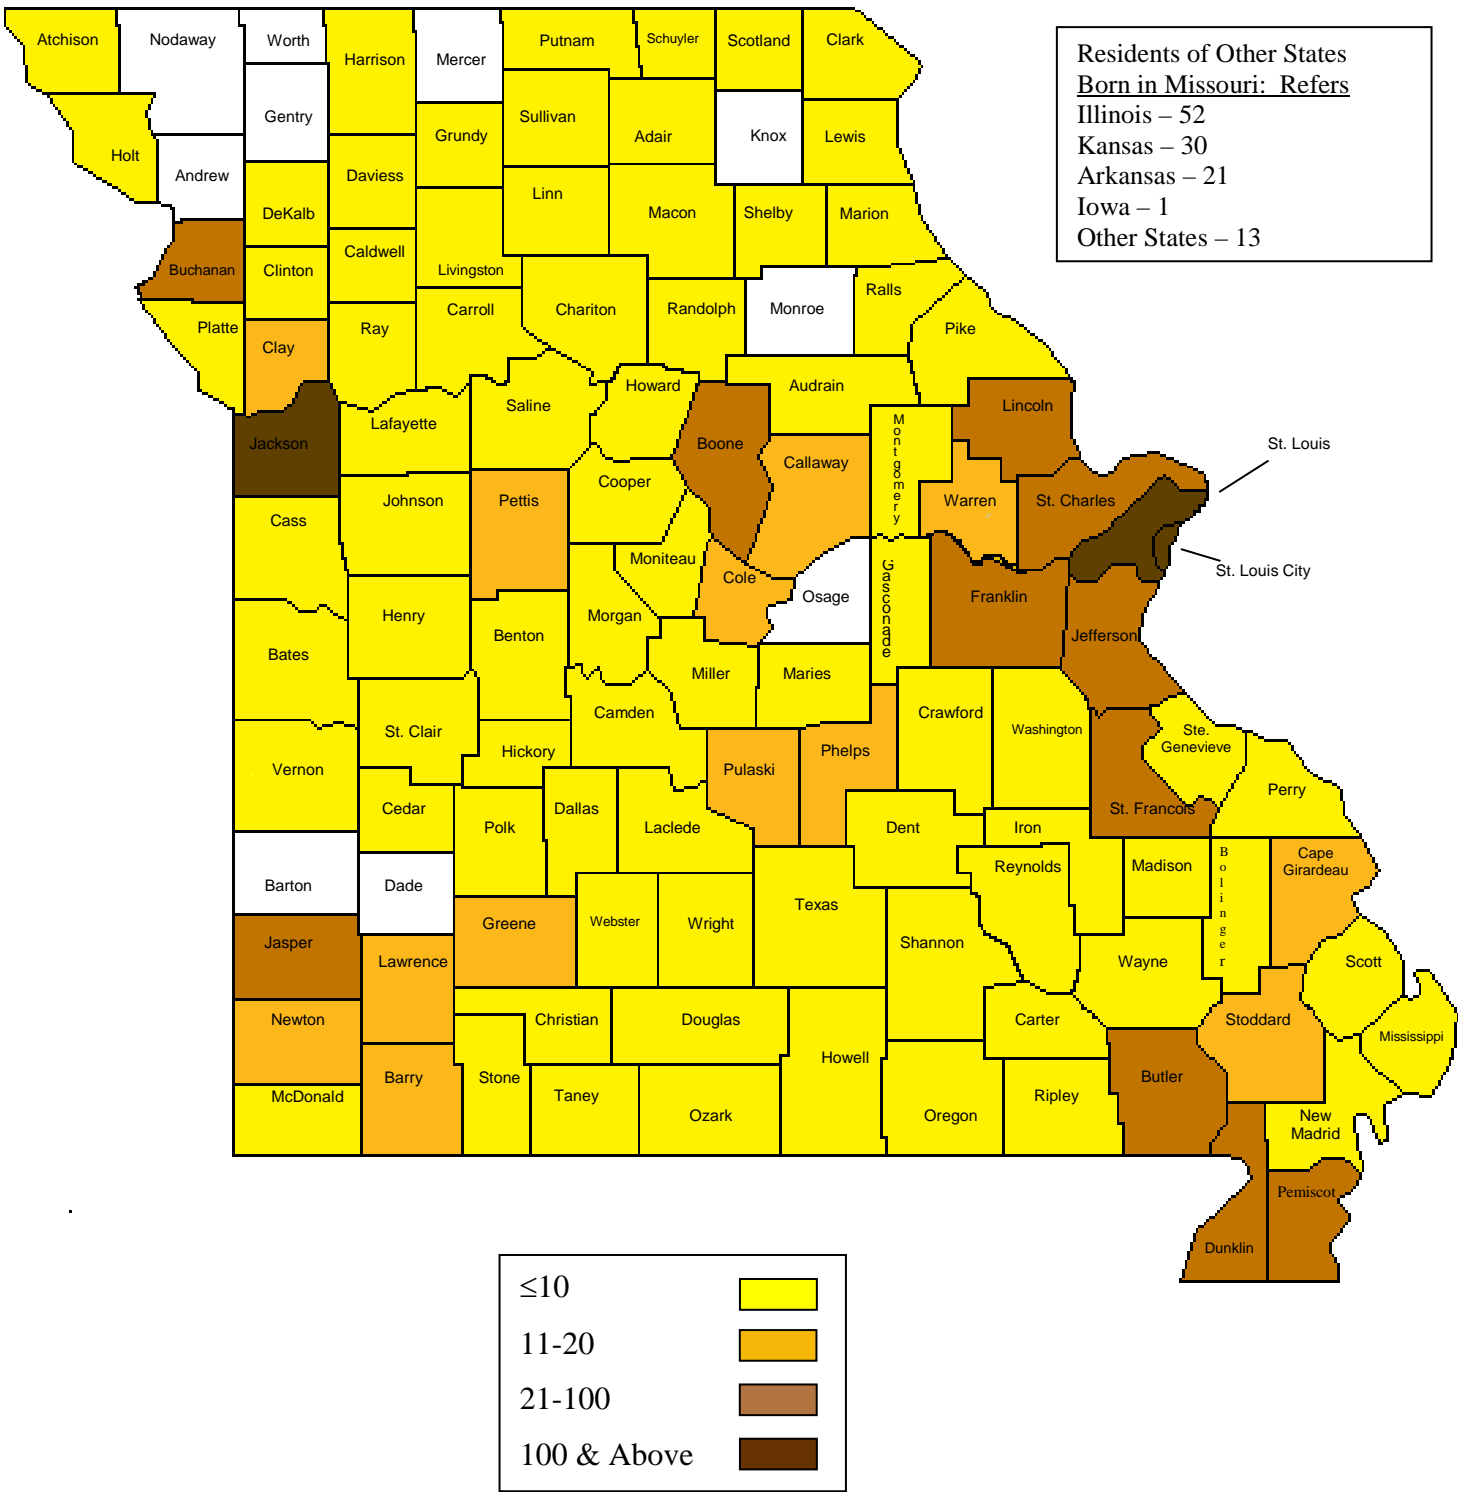 Atchison
Nodaway
Worth
Harrison
Mercer
Putnam
Schuyler
Scotland
Clark
Residents of Other States
Born in Missouri:  Refers
Illinois – 52
Kansas – 30
Arkansas – 21
Iowa – 1
Other States – 13
Gentry
Grundy
Sullivan
Adair
Knox
Lewis
Holt
Andrew
Daviess
DeKalb
Linn
Macon
Shelby
Marion
Buchanan
Clinton
Caldwell
Livingston
Platte
Clay
Ray
Carroll
Chariton
Randolph
Monroe
Ralls
Pike
Jackson
Lafayette
Saline
Howard
Boone
Audrain
Callaway
Montgomery
Lincoln
St. Louis
Cass
Johnson
Pettis
Cooper
Moniteau
Cole
Osage
Gasconade
Warren
St. Charles
St. Louis City
Franklin
Jefferson
Bates
Henry
Benton
Morgan
Miller
Maries
Vernon
St. Clair
Hickory
Camden
Pulaski
Phelps
Crawford
Washington
Ste.
Genevieve
St. Francois
Perry
Cedar
Polk
Dallas
Laclede
Dent
Iron
Reynolds
Madison
Bolinger
Cape
Girardeau
Barton
Dade
Greene
Webster
Wright
Texas
Shannon
Wayne
Scott
Jasper
Lawrence
Newton
Christian
Douglas
Howell
Carter
Stoddard
Mississippi
McDonald
Barry
Stone
Taney
Ozark
Oregon
Ripley
Butler
New
Madrid
Pemiscot
Dunklin
≤10
11-20
21-100
100 & Above